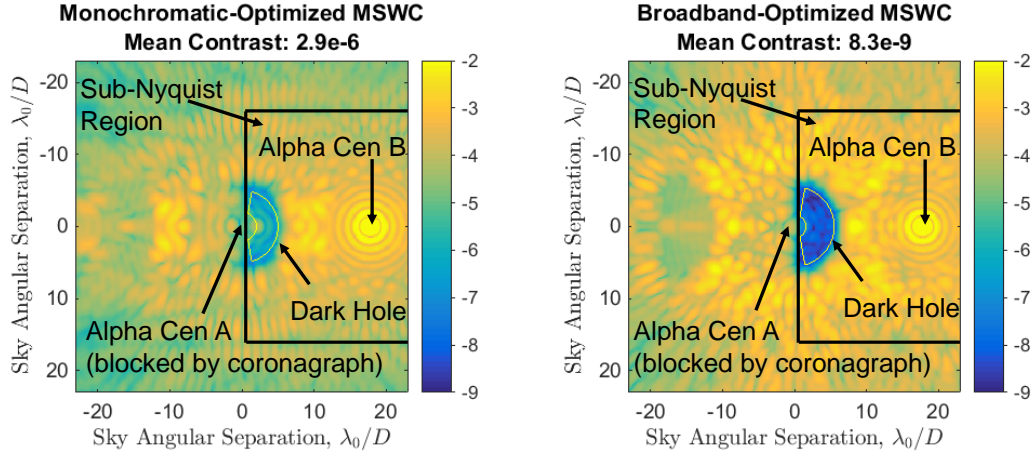 Monochromatic-Optimized MSWC
Mean Contrast: 2.9e-6
Sub-Nyquist
Region
Alpha Cen B
Dark Hole
Alpha Cen A
(blocked by coronagraph)
-20
-10
0
10
20
Sky Angular Separation, λ₀/D
-20
-10
0
10
20
Sky Angular Separation, λ₀/D
-2
-3
-4
-5
-6
-7
-8
-9
Broadband-Optimized MSWC
Mean Contrast: 8.3e-9
Sub-Nyquist
Region
Alpha Cen B
Dark Hole
Alpha Cen A
(blocked by coronagraph)
-20
-10
0
10
20
Sky Angular Separation, λ₀/D
-20
-10
0
10
20
Sky Angular Separation, λ₀/D
-2
-3
-4
-5
-6
-7
-8
-9